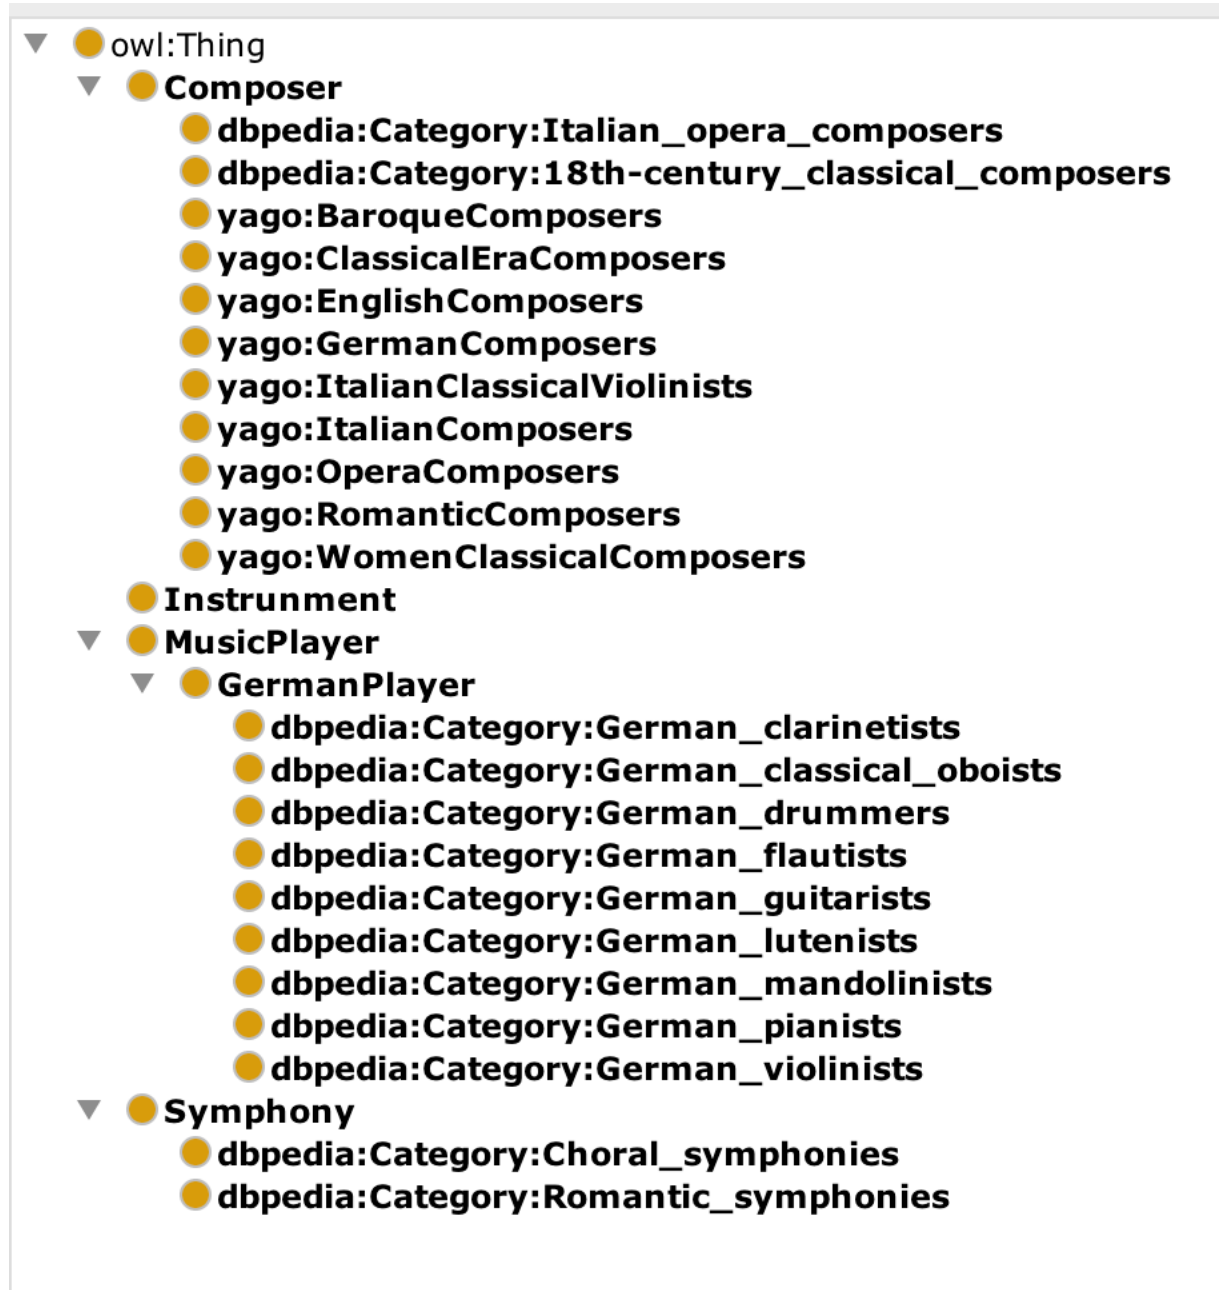 owl:Thing
Composer
dbpedia:Category:Italian_opera_composers
dbpedia:Category:18th-century_classical_composers
yago:BaroqueComposers
yago:ClassicalEraComposers
yago:EnglishComposers
yago:GermanComposers
yago:ItalianClassicalViolinists
yago:ItalianComposers
yago:OperaComposers
yago:RomanticComposers
yago:WomenClassicalComposers
Instrunment
MusicPlayer
GermanPlayer
dbpedia:Category:German_clarinetists
dbpedia:Category:German_classical_oboists
dbpedia:Category:German_drummers
dbpedia:Category:German_flautists
dbpedia:Category:German_guitarists
dbpedia:Category:German_lutenists
dbpedia:Category:German_mandolinists
dbpedia:Category:German_pianists
dbpedia:Category:German_violinists
Symphony
dbpedia:Category:Choral_symphonies
dbpedia:Category:Romantic_symphonies